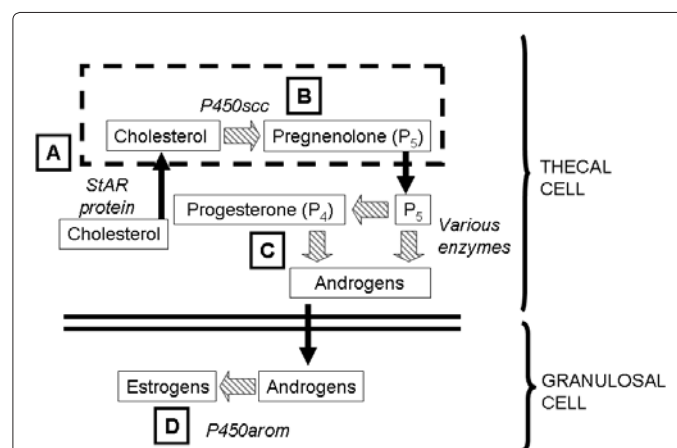 P450scc
B
Cholesterol
Pregnenolone (P5)
A
StAR
protein
Cholesterol
Progesterone (P4)
P5
Various
enzymes
C
Androgens
THECAL
CELL
Estrogens
Androgens
D
P450arom
GRANULOSAL
CELL